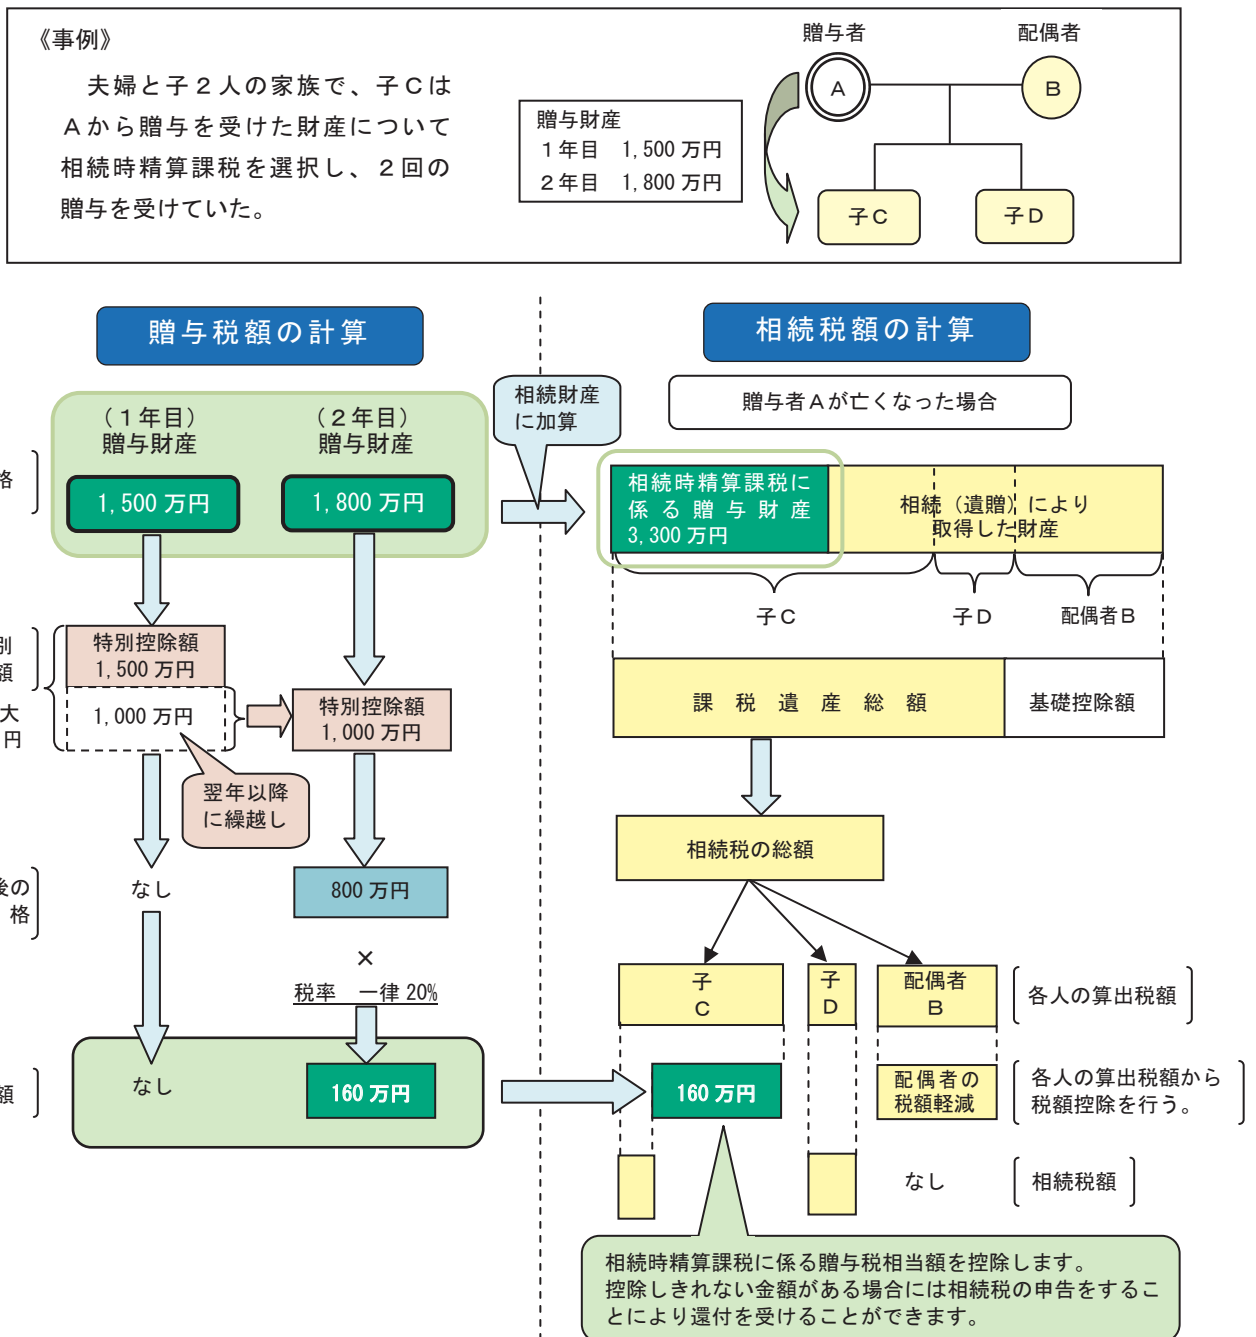 《事例》
夫婦と子２人の家族で、子Ｃは
Ａから贈与を受けた財産について
相続時精算課税を選択し、２回の
贈与を受けていた。
贈与財産
１年目　1,500 万円
２年目　1,800 万円
贈与者
配偶者
Ａ
Ｂ
子Ｃ
子Ｄ
贈与税額の計算
相続税額の計算
相続財産
に加算
贈与者Ａが亡くなった場合
（１年目）
贈与財産
（２年目）
贈与財産
格
1,500 万円
1,800 万円
相続時精算課税に
係る贈与財産
3,300 万円
相続（遺贈）により
取得した財産
子Ｃ
子Ｄ
配偶者Ｂ
別
額
大
円
特別控除額
1,500 万円
1,000 万円
特別控除額
1,000 万円
翌年以降
に繰越し
課税遺産総額
基礎控除額
相続税の総額
後の
格
なし
800 万円
×
税率　一律 20%
子
Ｃ
子
Ｄ
配偶者
Ｂ
各人の算出税額
額
なし
160 万円
160 万円
配偶者の
税額軽減
各人の算出税額から
税額控除を行う。
なし
相続税額
相続時精算課税に係る贈与税相当額を控除します。
控除しきれない金額がある場合には相続税の申告をするこ
とにより還付を受けることができます。